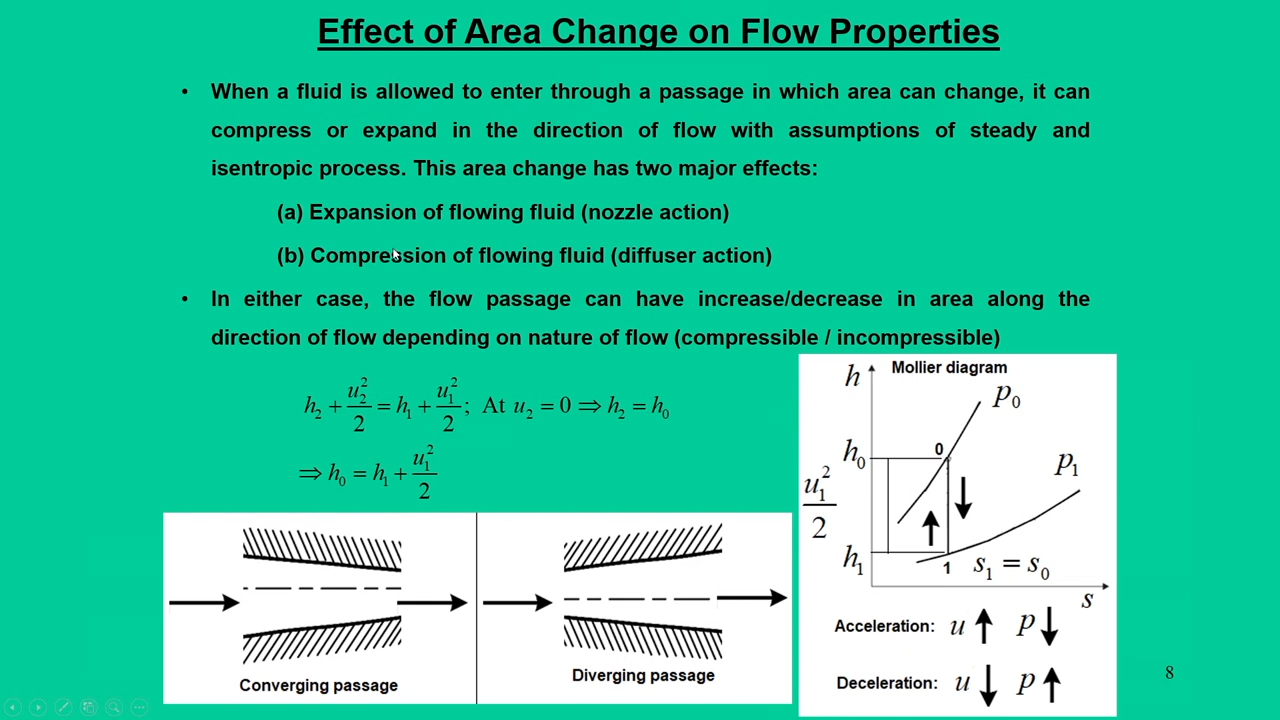 Effect of Area Change on Flow Properties
• When a fluid is allowed to enter through a passage in which area can change, it can
compress or expand in the direction of flow with assumptions of steady and
isentropic process. This area change has two major effects:
(a) Expansion of flowing fluid (nozzle action)
(b) Compression of flowing fluid (diffuser action)
• In either case, the flow passage can have increase/decrease in area along the
direction of flow depending on nature of flow (compressible / incompressible)
h₂ + u₂²/2 = h₁ + u₁²/2; At u₂ = 0 ⇒ h₂ = h₀
⇒ h₀ = h₁ + u₁²/2
Converging passage
Diverging passage
Mollier diagram
h
p₀
h₀
0
p₁
u₁²/2
h₁
1
s₁ = s₀
s
Acceleration: u ↑ p ↓
Deceleration: u ↓ p ↑
8